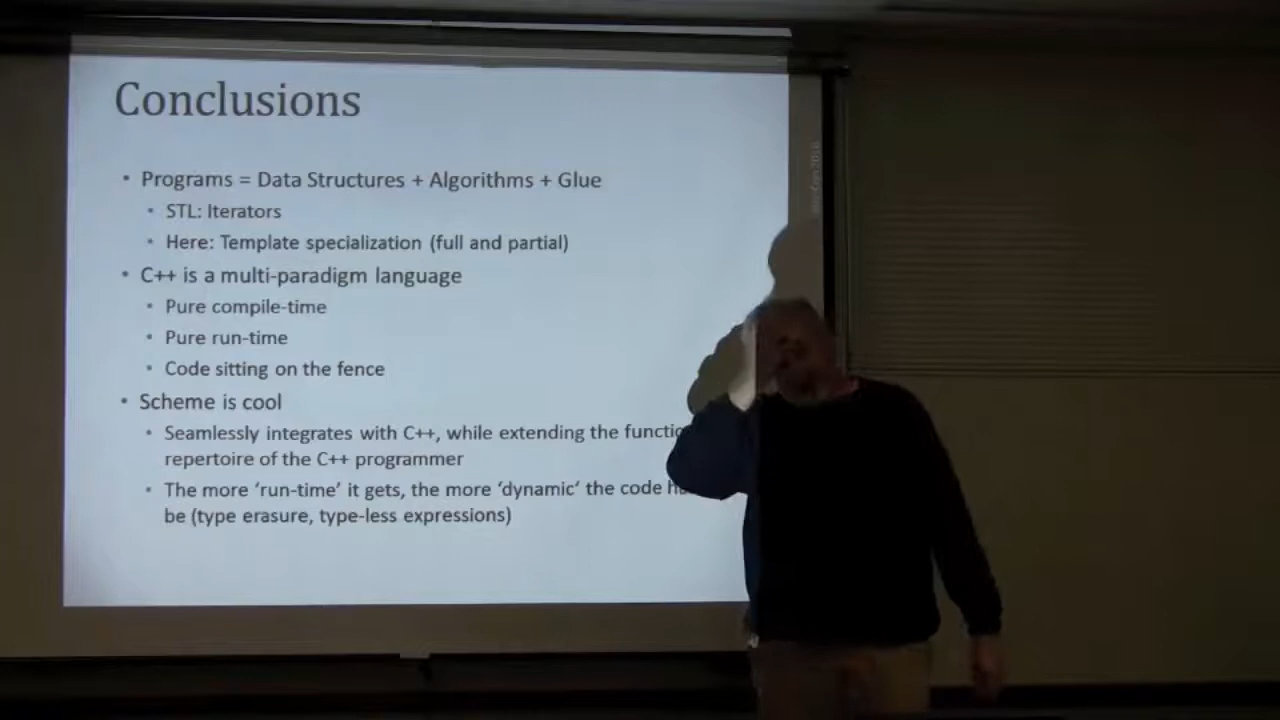 Conclusions
• Programs = Data Structures + Algorithms + Glue
• STL: Iterators
• Here: Template specialization (full and partial)
• C++ is a multi-paradigm language
• Pure compile-time
• Pure run-time
• Code sitting on the fence
• Scheme is cool
• Seamlessly integrates with C++, while extending the
repertoire of the C++ programmer
• The more ‘run-time’ it gets, the more ‘dynamic’ the code
be (type erasure, type-less expressions)